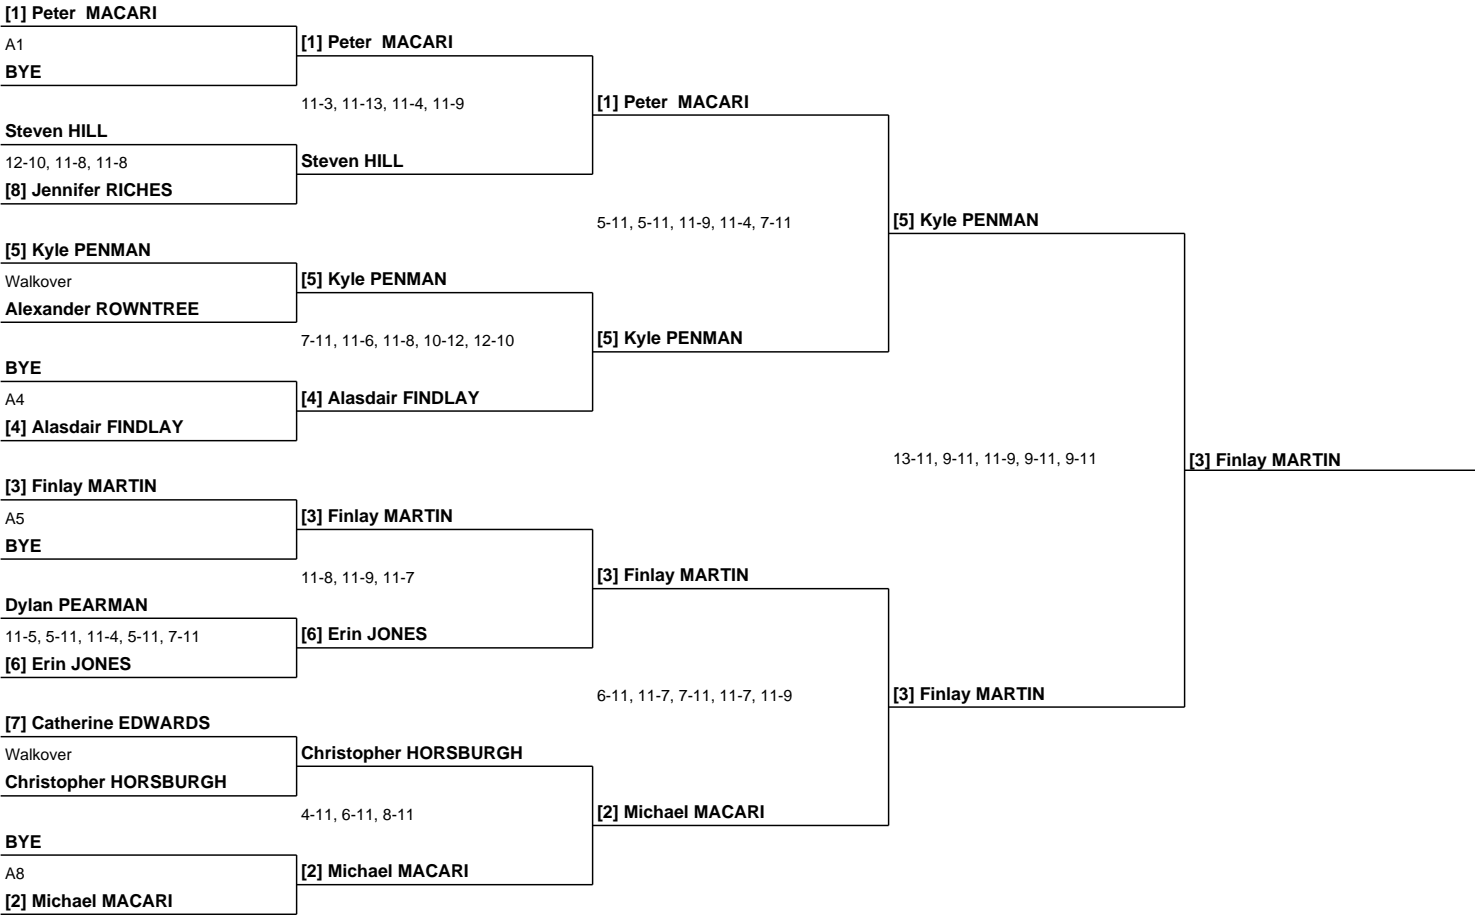 [1] Peter  MACARI
A1
BYE
Steven HILL
12-10, 11-8, 11-8
[8] Jennifer RICHES
[5] Kyle PENMAN
Walkover
Alexander ROWNTREE
BYE
A4
[4] Alasdair FINDLAY
[3] Finlay MARTIN
A5
BYE
Dylan PEARMAN
11-5, 5-11, 11-4, 5-11, 7-11
[6] Erin JONES
[7] Catherine EDWARDS
Walkover
Christopher HORSBURGH
BYE
A8
[2] Michael MACARI
[1] Peter  MACARI
11-3, 11-13, 11-4, 11-9
Steven HILL
[5] Kyle PENMAN
7-11, 11-6, 11-8, 10-12, 12-10
[4] Alasdair FINDLAY
[3] Finlay MARTIN
11-8, 11-9, 11-7
[6] Erin JONES
Christopher HORSBURGH
4-11, 6-11, 8-11
[2] Michael MACARI
[1] Peter  MACARI
5-11, 5-11, 11-9, 11-4, 7-11
[5] Kyle PENMAN
[3] Finlay MARTIN
6-11, 11-7, 7-11, 11-7, 11-9
[2] Michael MACARI
[5] Kyle PENMAN
13-11, 9-11, 11-9, 9-11, 9-11
[3] Finlay MARTIN
[3] Finlay MARTIN